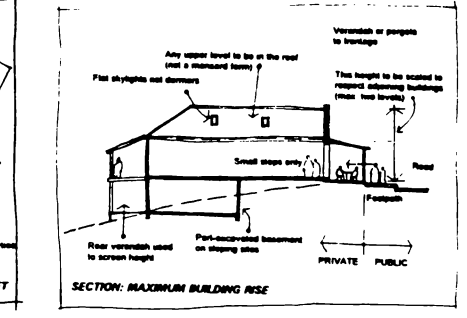 Verandah or pergola
to frontage
Any upper level to be in the roof
(not a mansard form)
Flat skylights not dormers
This height to be scaled to
respect adjoining buildings
(max two levels)
Small steps only
Road
Footpath
Rear verandah used
to screen height
Part-excavated basement
on sloping sites
PRIVATE
PUBLIC
SECTION: MAXIMUM BUILDING RISE